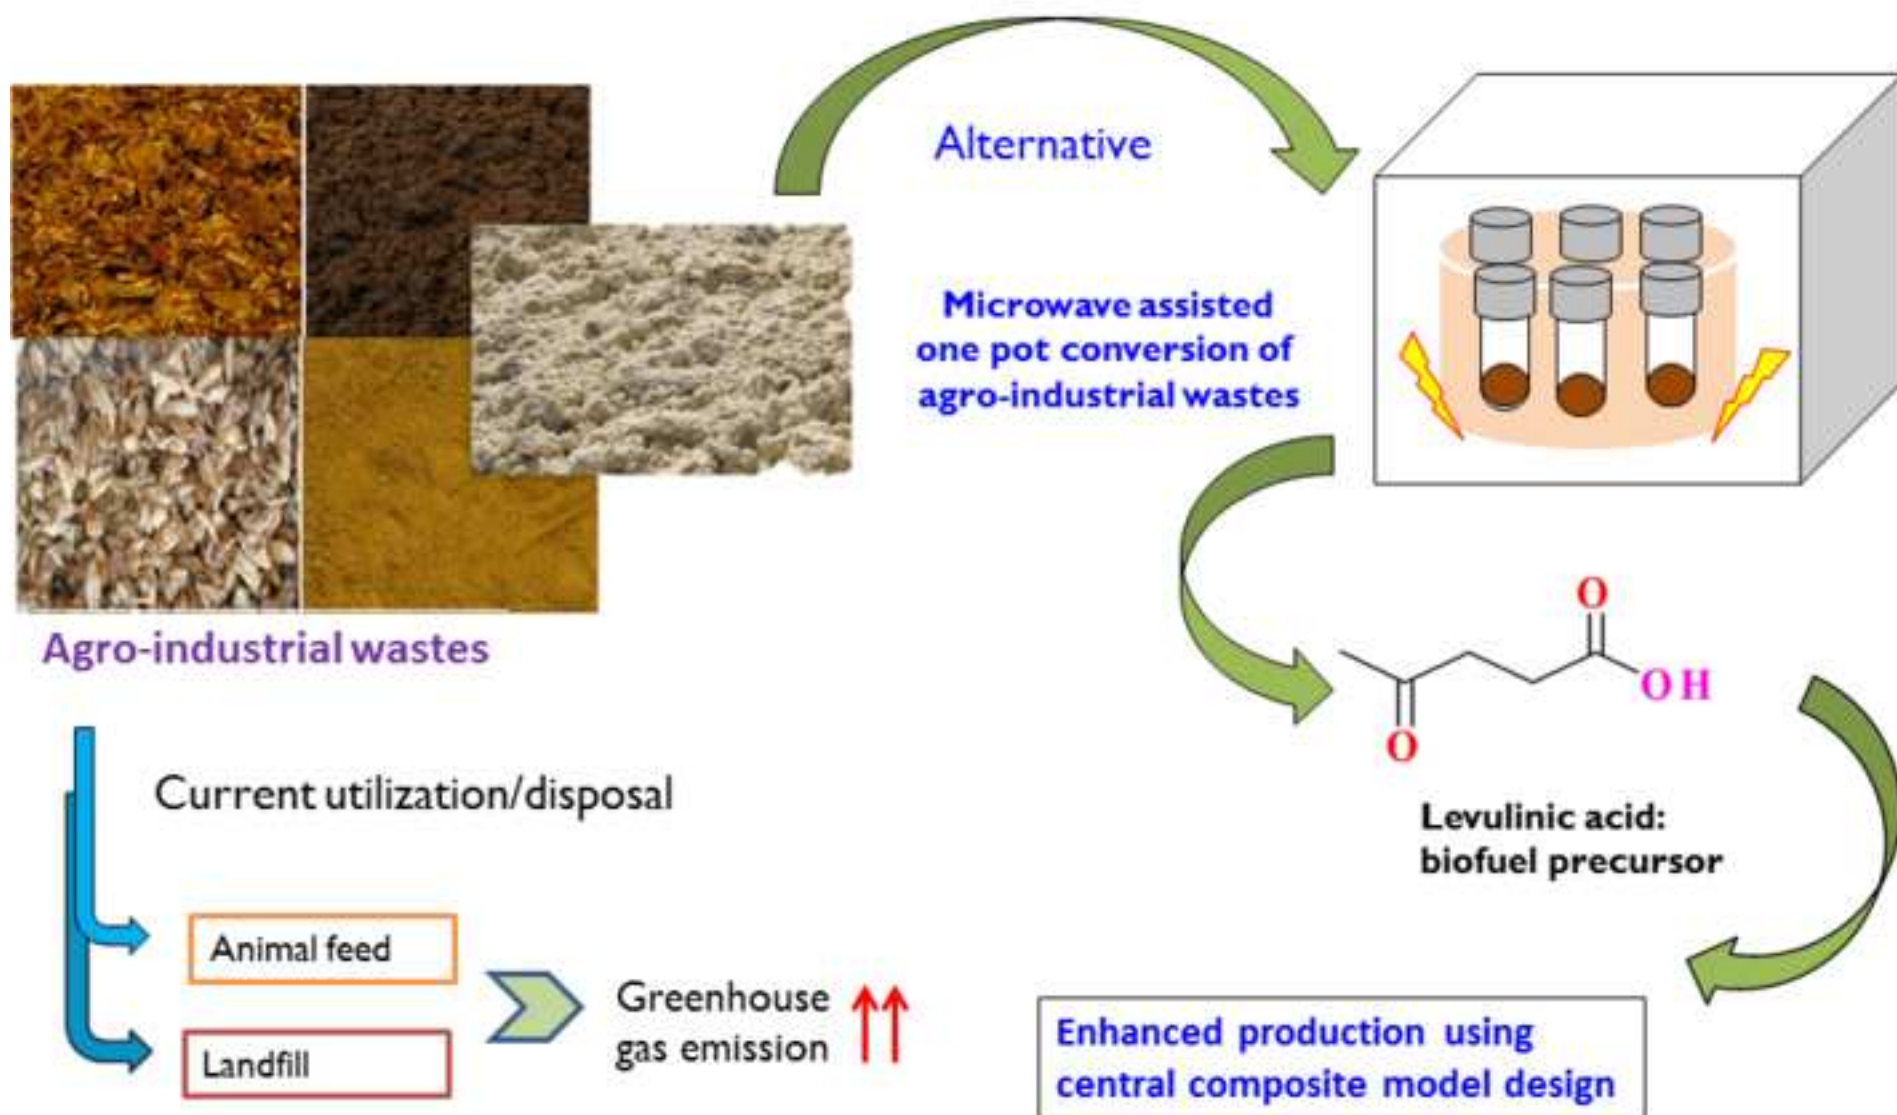 Alternative
Microwave assisted
one pot conversion of
agro-industrial wastes
Agro-industrial wastes
O
O H
O
Levulinic acid:
biofuel precursor
Current utilization/disposal
Animal feed
Landfill
Greenhouse
gas emission
Enhanced production using
central composite model design